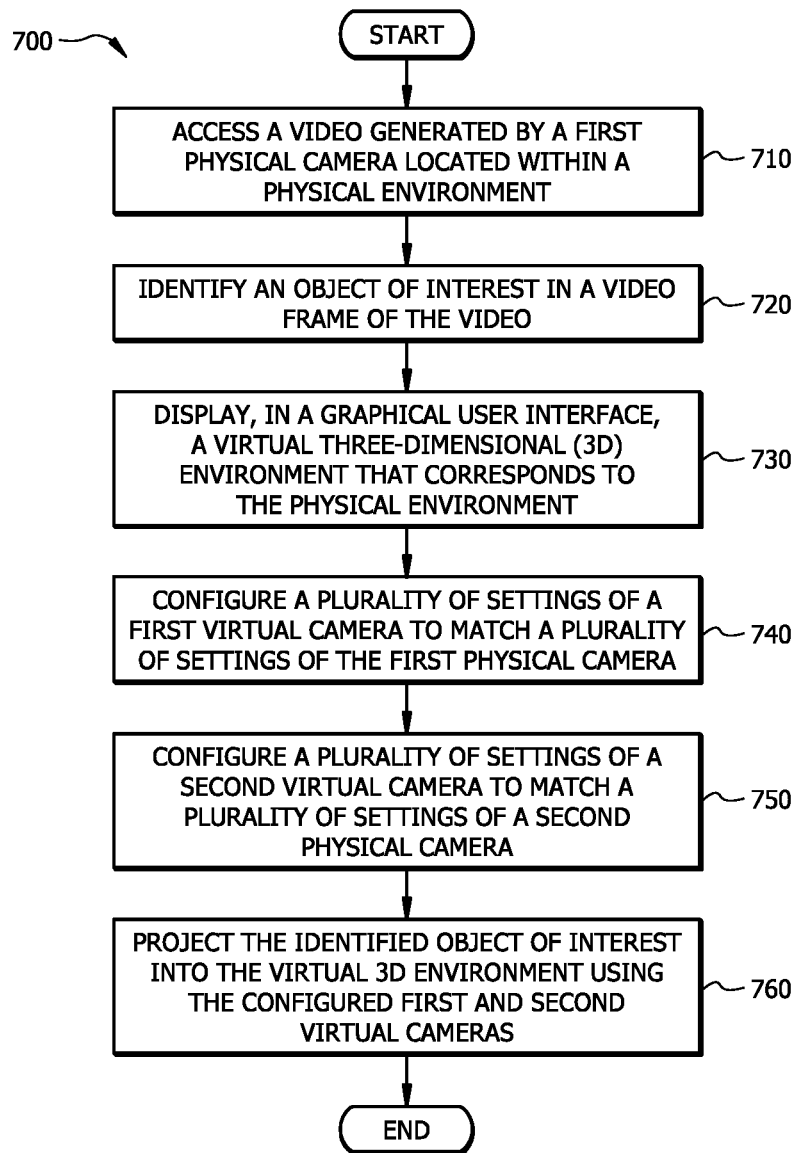 700
START
ACCESS A VIDEO GENERATED BY A FIRST
PHYSICAL CAMERA LOCATED WITHIN A
PHYSICAL ENVIRONMENT
710
IDENTIFY AN OBJECT OF INTEREST IN A VIDEO
FRAME OF THE VIDEO
720
DISPLAY, IN A GRAPHICAL USER INTERFACE,
A VIRTUAL THREE-DIMENSIONAL (3D)
ENVIRONMENT THAT CORRESPONDS TO
THE PHYSICAL ENVIRONMENT
730
CONFIGURE A PLURALITY OF SETTINGS OF A
FIRST VIRTUAL CAMERA TO MATCH A PLURALITY
OF SETTINGS OF THE FIRST PHYSICAL CAMERA
740
CONFIGURE A PLURALITY OF SETTINGS OF A
SECOND VIRTUAL CAMERA TO MATCH A
PLURALITY OF SETTINGS OF A SECOND
PHYSICAL CAMERA
750
PROJECT THE IDENTIFIED OBJECT OF INTEREST
INTO THE VIRTUAL 3D ENVIRONMENT USING
THE CONFIGURED FIRST AND SECOND
VIRTUAL CAMERAS
760
END